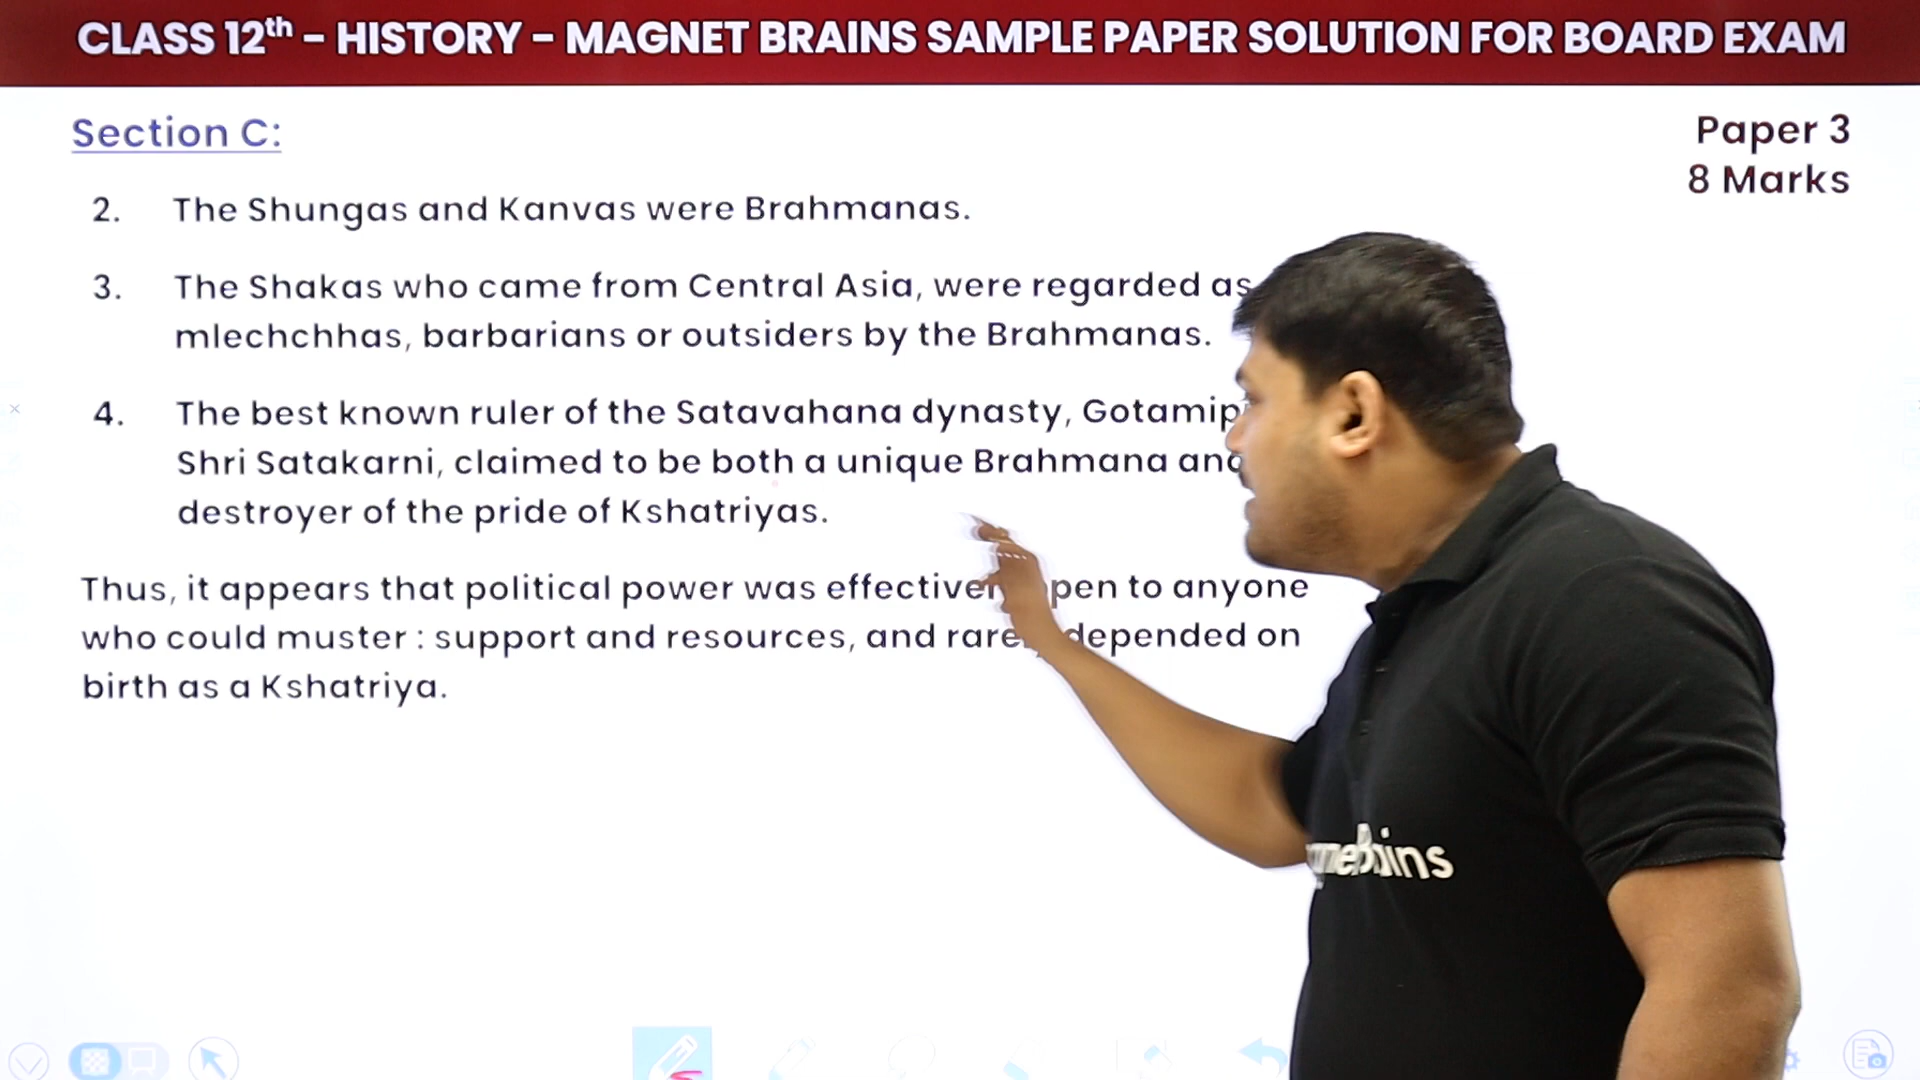 CLASS 12th - HISTORY - MAGNET BRAINS SAMPLE PAPER SOLUTION FOR BOARD EXAM
Section C:
Paper 3
8 Marks
2. The Shungas and Kanvas were Brahmanas.
3. The Shakas who came from Central Asia, were regarded as
mlechchhas, barbarians or outsiders by the Brahmanas.
4. The best known ruler of the Satavahana dynasty,
Shri Satakarni, claimed to be both a unique Brahmana and
destroyer of the pride of Kshatriyas.
Thus, it appears that political power was to anyone
who could muster : support and resources, and depended on
birth as a Kshatriya.